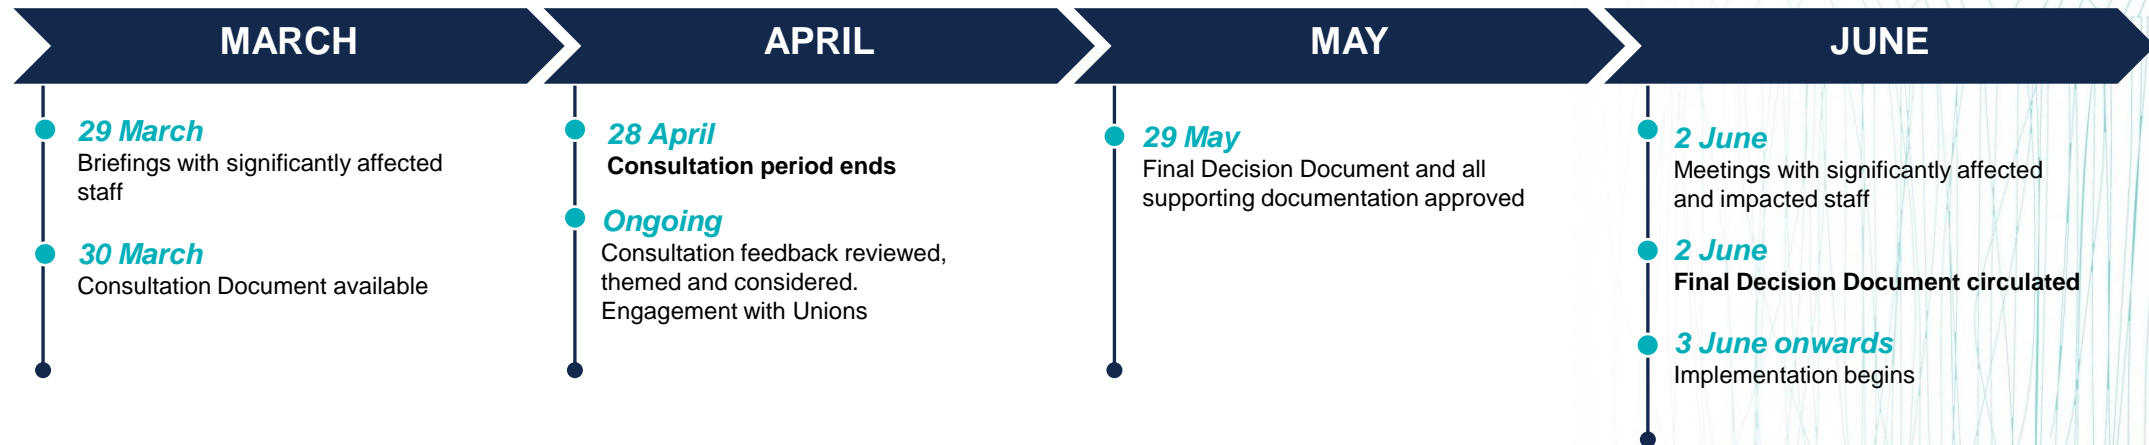 MARCH
29 March
Briefings with significantly affected
staff
30 March
Consultation Document available
APRIL
28 April
Consultation period ends
Ongoing
Consultation feedback reviewed,
themed and considered.
Engagement with Unions
MAY
29 May
Final Decision Document and all
supporting documentation approved
JUNE
2 June
Meetings with significantly affected
and impacted staff
2 June
Final Decision Document circulated
3 June onwards
Implementation begins